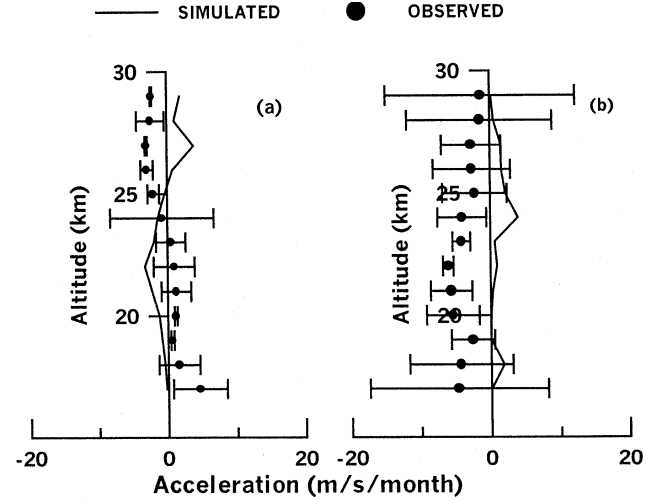 SIMULATED OBSERVED
30 30
(a) (b)
25 25
Altitude (km) Altitude (km)
20 20
-20 0 20 -20 0 20
Acceleration (m/s/month)